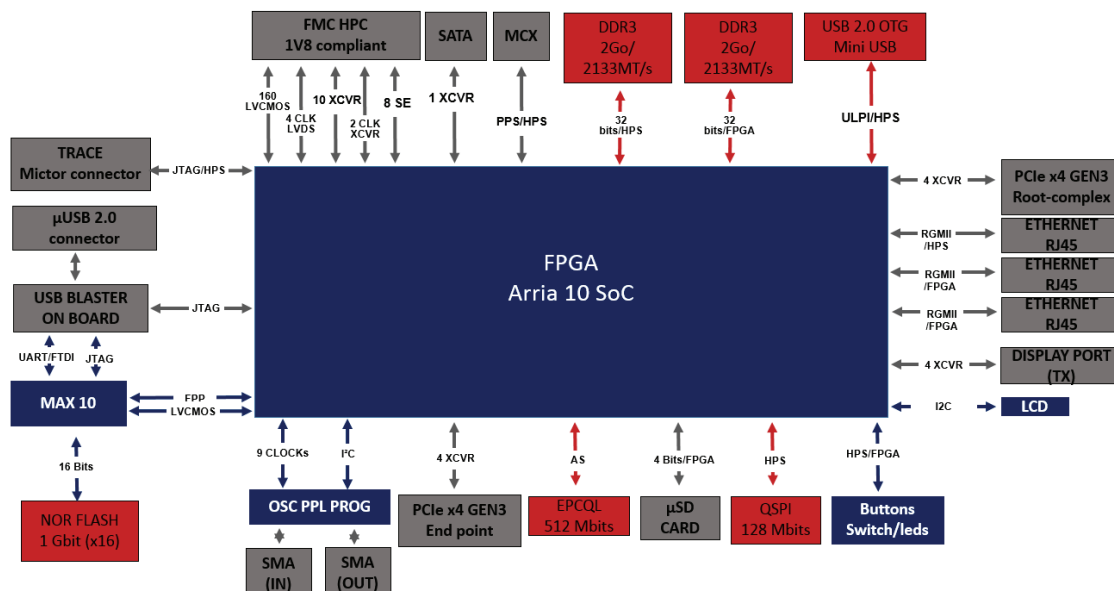 FMC HPC
1V8 compliant
SATA
MCX
DDR3
2Go/
2133MT/s
DDR3
2Go/
2133MT/s
USB 2.0 OTG
Mini USB
160
LVCMOS
4 CLK
LVDS
10 XCVR
2 CLK
XCVR
8 SE
1 XCVR
PPS/HPS
32
bits/HPS
32
bits/FPGA
ULPI/HPS
TRACE
Mictor connector
JTAG/HPS
µUSB 2.0
connector
USB BLASTER
ON BOARD
JTAG
UART/FTDI
JTAG
MAX 10
FPP
LVCMOS
16 Bits
NOR FLASH
1 Gbit (x16)
FPGA
Arria 10 SoC
4 XCVR
PCIe x4 GEN3
Root-complex
RGMII
/HPS
ETHERNET
RJ45
RGMII
/FPGA
ETHERNET
RJ45
RGMII
/FPGA
ETHERNET
RJ45
4 XCVR
DISPLAY PORT
(TX)
I2C
LCD
9 CLOCKs
I²C
4 XCVR
AS
4 Bits/FPGA
HPS
HPS/FPGA
OSC PPL PROG
PCIe x4 GEN3
End point
EPCQL
512 Mbits
µSD
CARD
QSPI
128 Mbits
Buttons
Switch/leds
SMA
(IN)
SMA
(OUT)